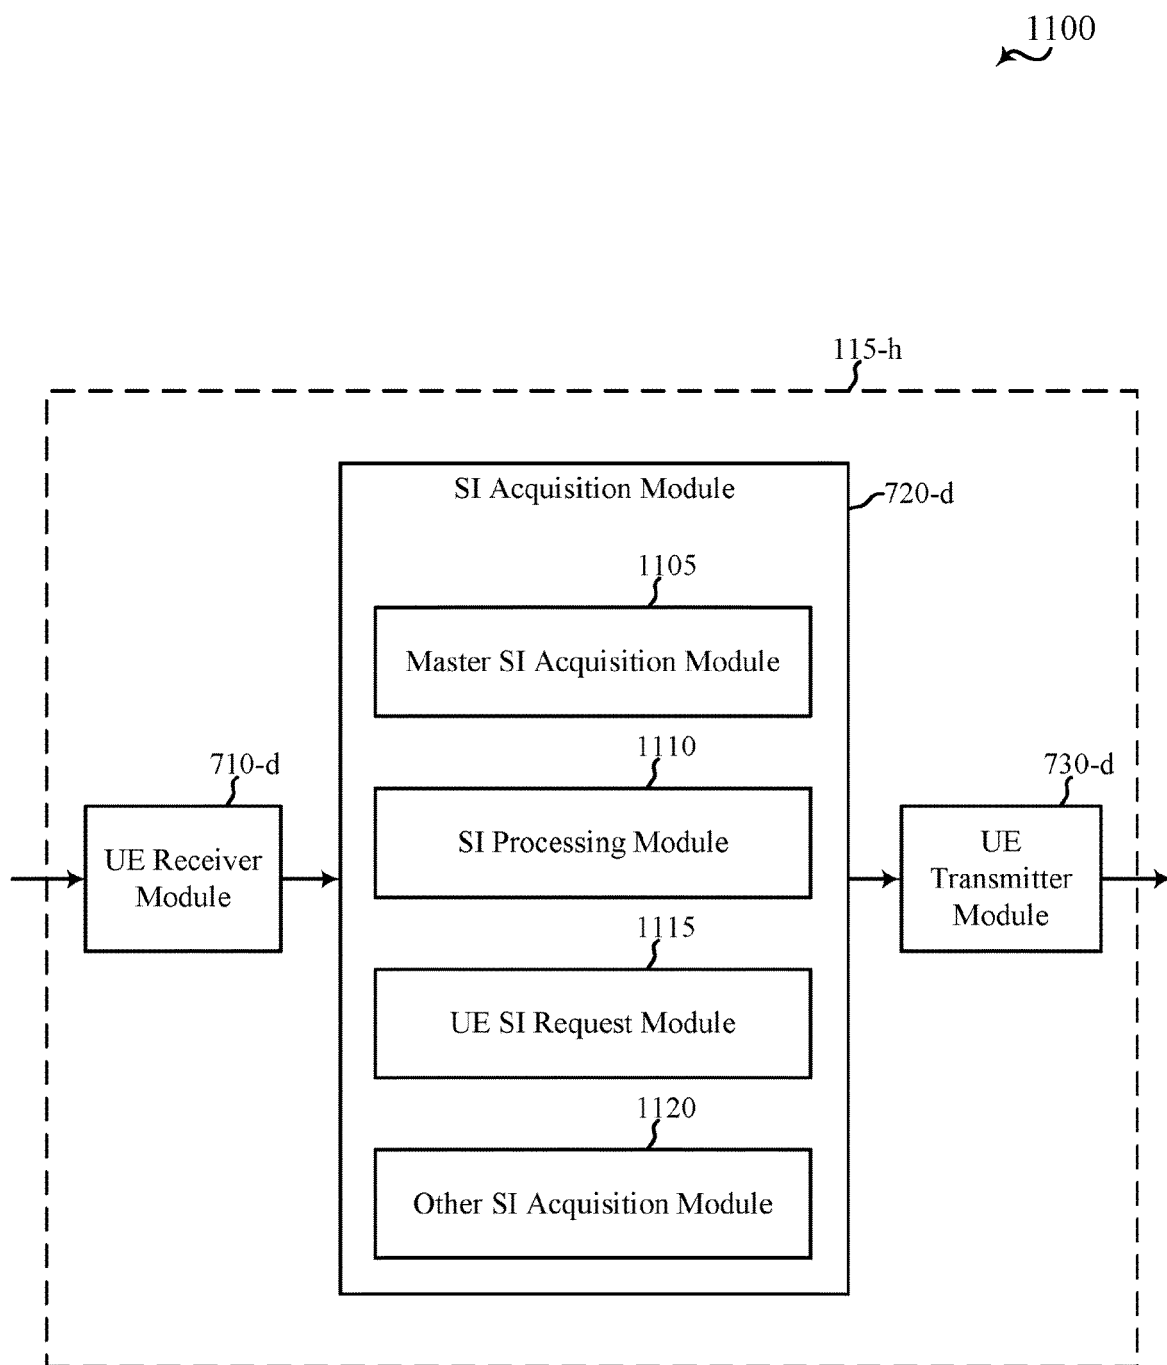 1100
115-h
SI Acquisition Module
720-d
1105
Master SI Acquisition Module
710-d
UE Receiver
Module
1110
SI Processing Module
730-d
UE
Transmitter
Module
1115
UE SI Request Module
1120
Other SI Acquisition Module